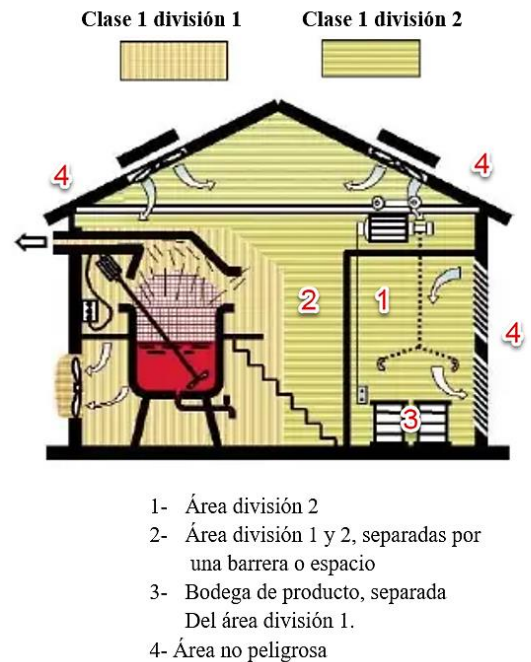 Clase 1 división 1
Clase 1 división 2
4
4
2
1
4
3
1- Área división 2
2- Área división 1 y 2, separadas por
una barrera o espacio
3- Bodega de producto, separada
Del área división 1.
4- Área no peligrosa